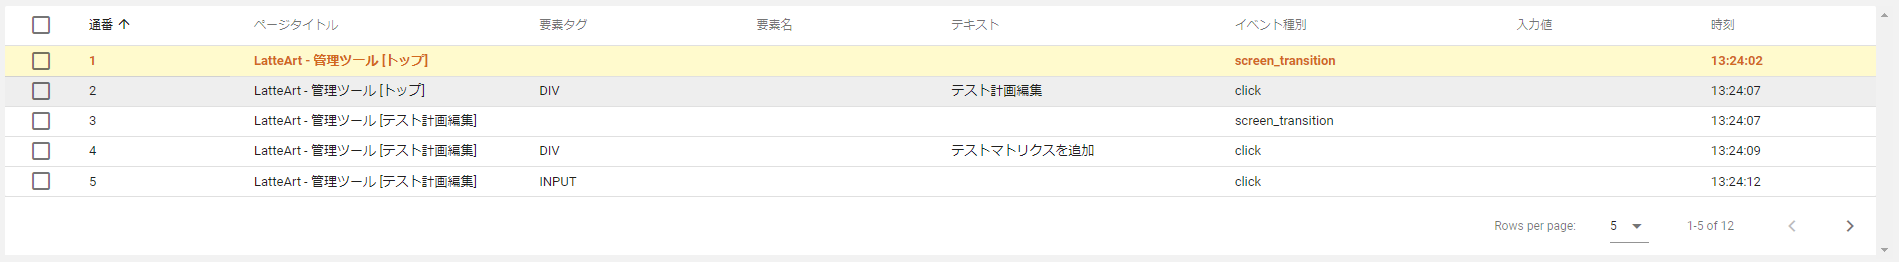 通番 ↑ ページタイトル 要素タグ 要素名 テキスト イベント種別 入力値 時刻
1 LatteArt - 管理ツール [トップ] screen_transition 13:24:02
2 LatteArt - 管理ツール [トップ] DIV テスト計画編集 click 13:24:07
3 LatteArt - 管理ツール [テスト計画編集] screen_transition 13:24:07
4 LatteArt - 管理ツール [テスト計画編集] DIV テストマトリクスを追加 click 13:24:09
5 LatteArt - 管理ツール [テスト計画編集] INPUT click 13:24:12
Rows per page: 5 1-5 of 12